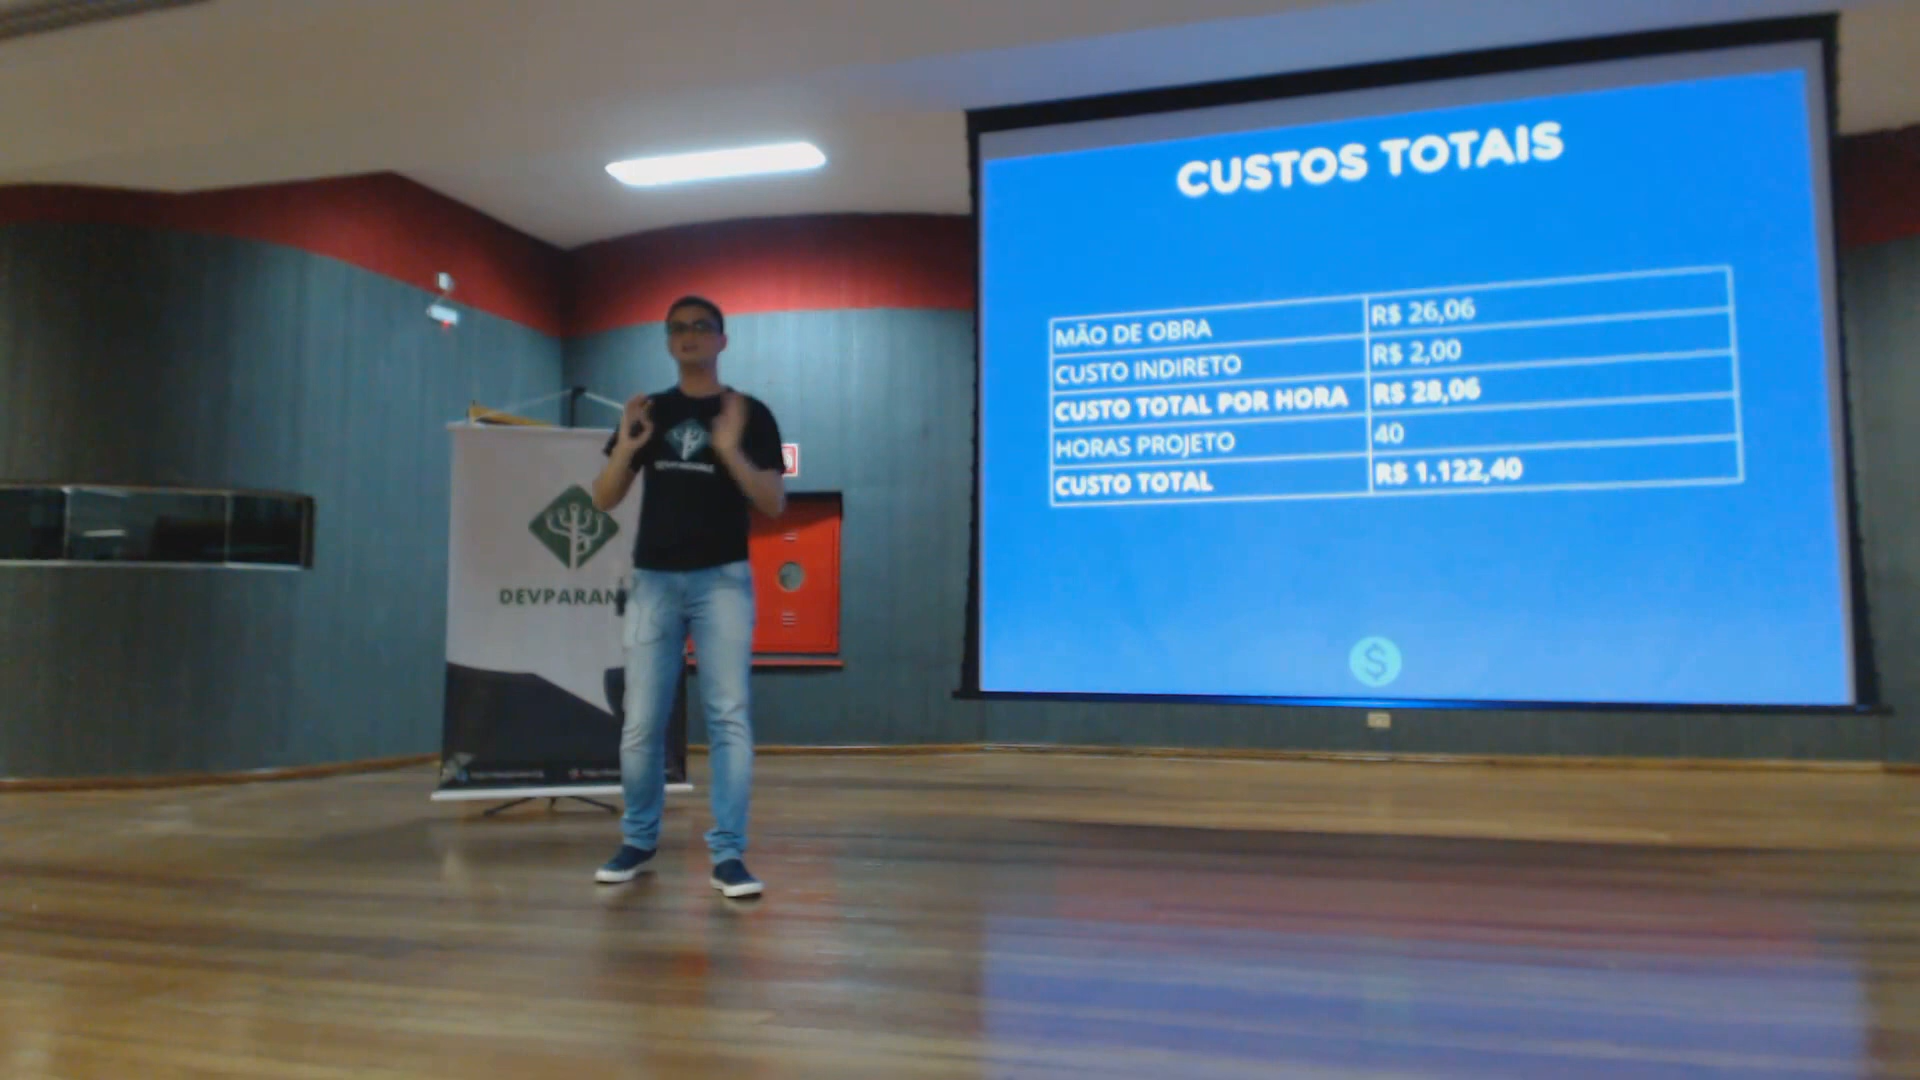 CUSTOS TOTAIS
MÃO DE OBRA R$ 26,06
CUSTO INDIRETO R$ 2,00
CUSTO TOTAL POR HORA R$ 28,06
HORAS PROJETO 40
CUSTO TOTAL R$ 1.122,40
$
DEVPARANÁ
DEVPARAN